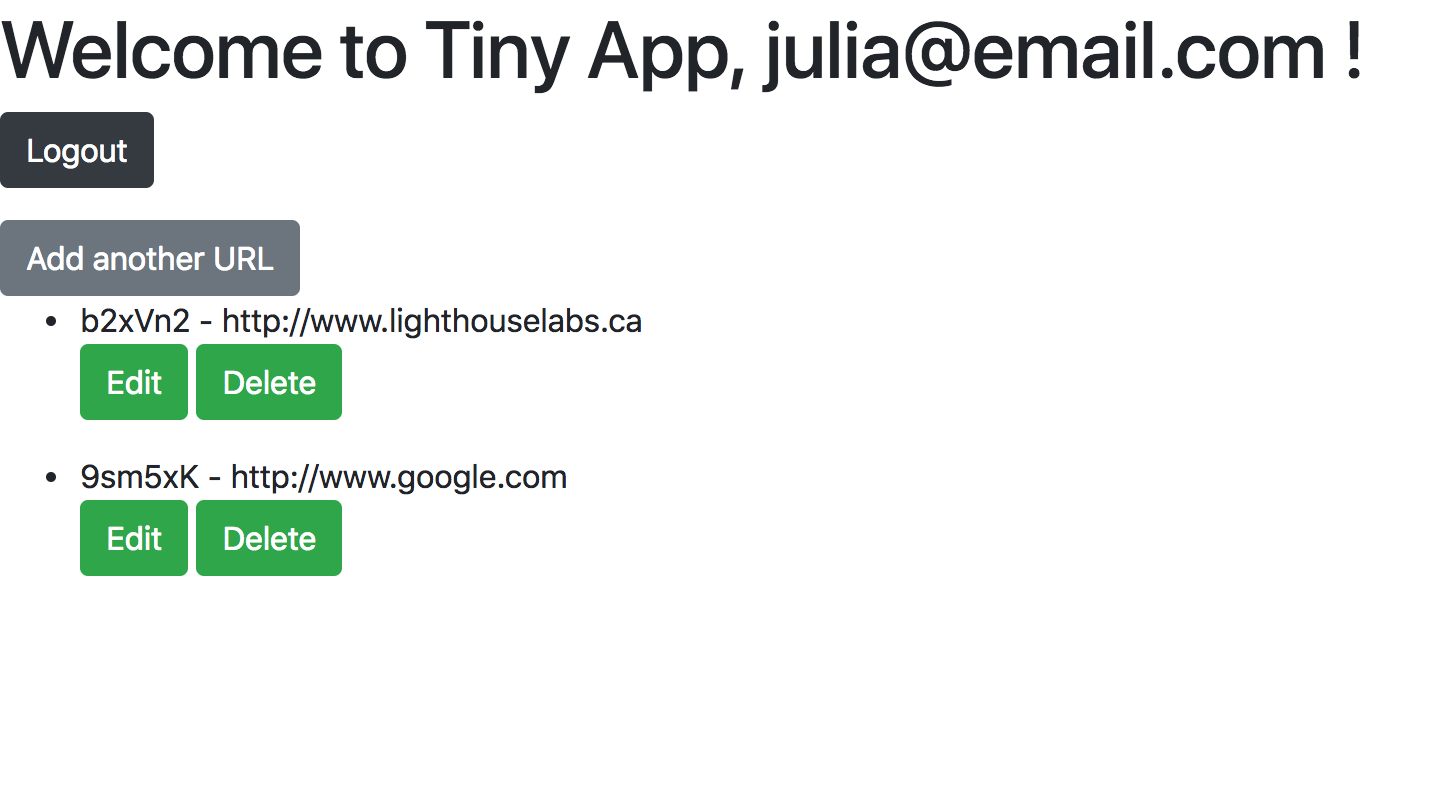 Welcome to Tiny App, julia@email.com !
Logout
Add another URL
b2xVn2 - http://www.lighthouselabs.ca
Edit Delete
9sm5xK - http://www.google.com
Edit Delete